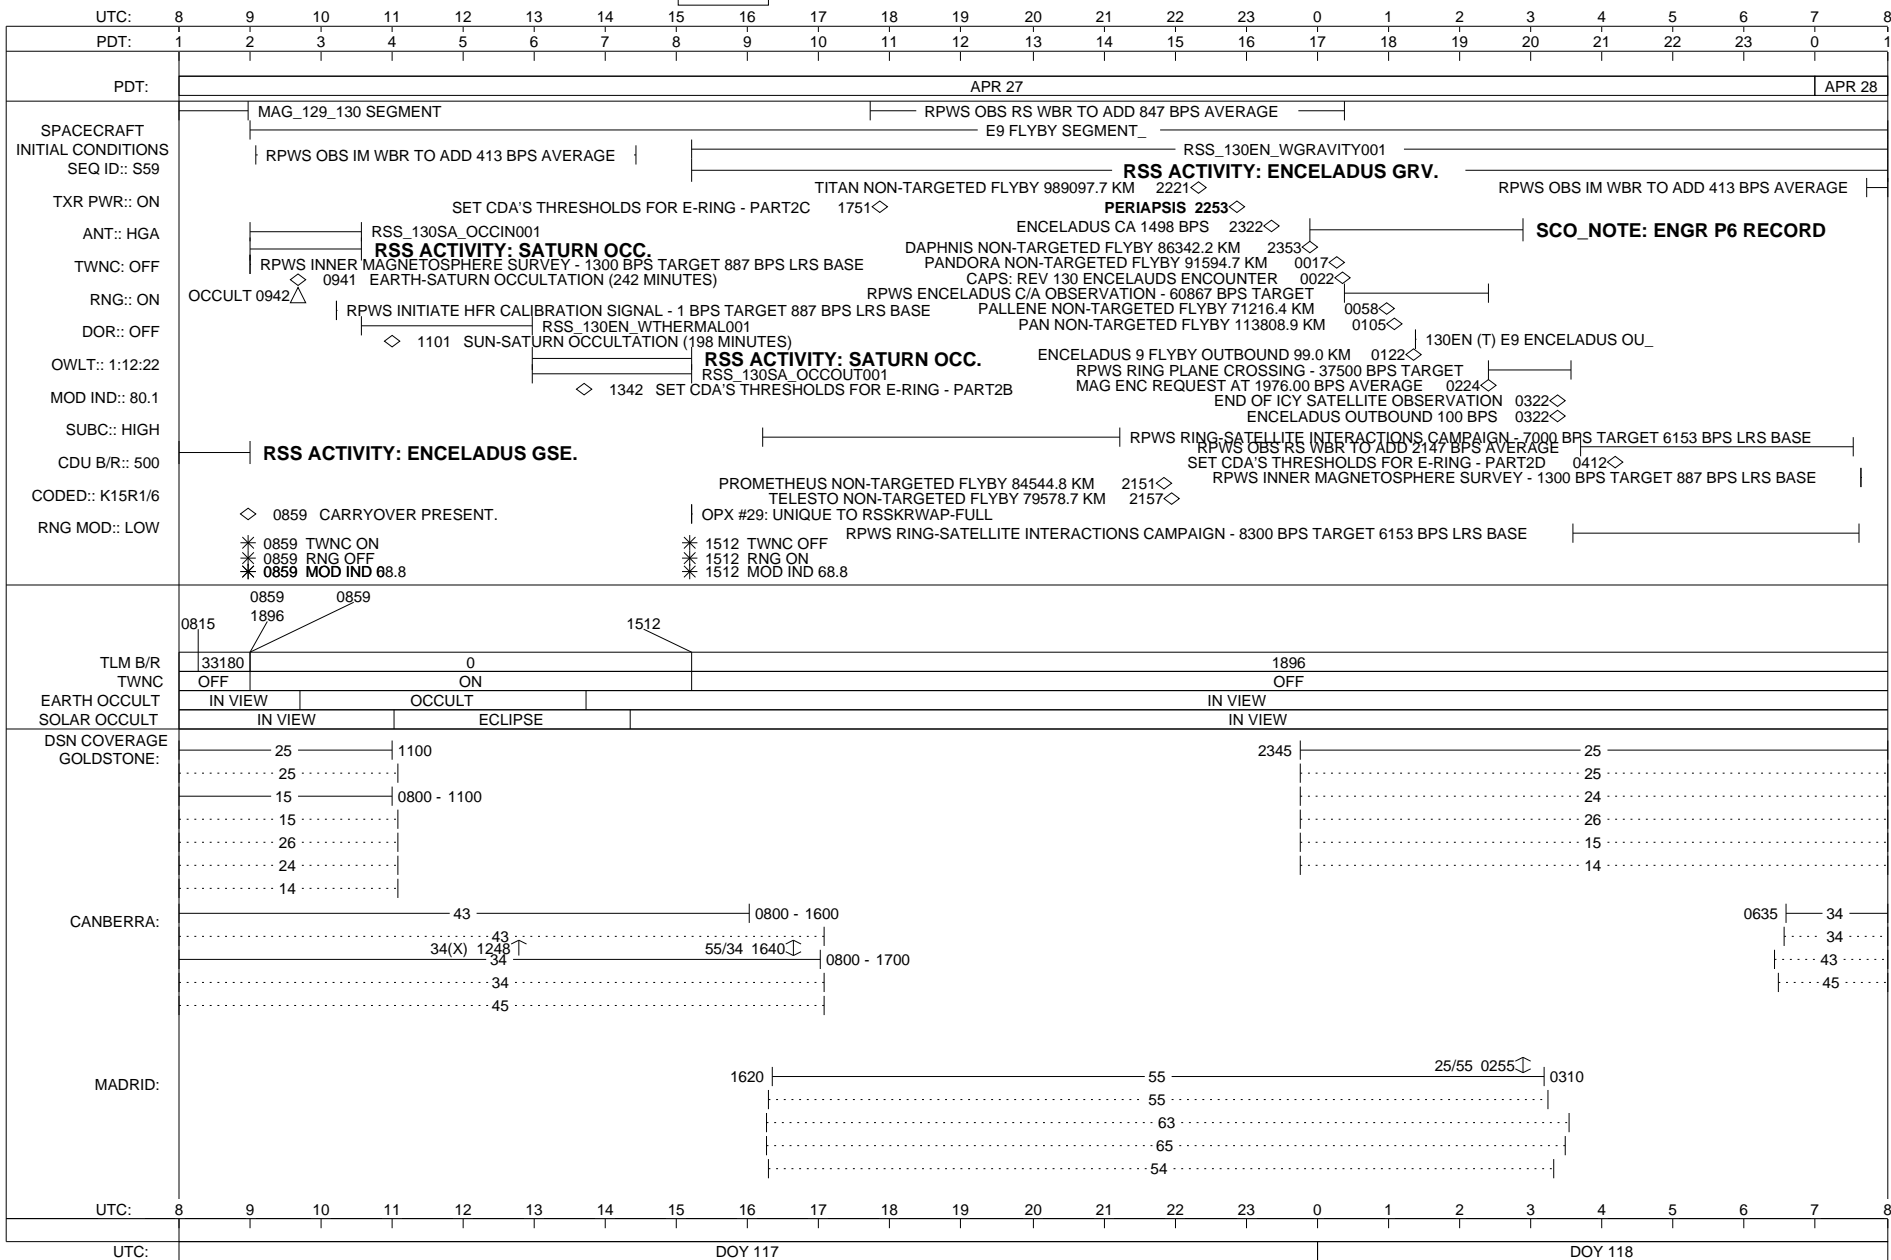 UTC: 8 9 10 11 12 13 14 15 16 17 18 19 20 21 22 23 0 1 2 3 4 5 6 7 8
PDT: 1 2 3 4 5 6 7 8 9 10 11 12 13 14 15 16 17 18 19 20 21 22 23 0 1
PDT: APR 27 APR 28
MAG_129_130 SEGMENT RPWS OBS RS WBR TO ADD 847 BPS AVERAGE
SPACECRAFT E9 FLYBY SEGMENT_
INITIAL CONDITIONS RPWS OBS IM WBR TO ADD 413 BPS AVERAGE RSS_130EN_WGRAVITY001
SEQ ID:: S59 RSS ACTIVITY: ENCELADUS GRV.
TITAN NON-TARGETED FLYBY 989097.7 KM 2221 RPWS OBS IM WBR TO ADD 413 BPS AVERAGE
TXR PWR:: ON
SET CDA'S THRESHOLDS FOR E-RING - PART2C 1751 PERIAPSIS 2253
ENCELADUS CA 1498 BPS 2322
ANT:: HGA RSS_130SA_OCCIN001 SCO_NOTE: ENGR P6 RECORD
RSS ACTIVITY: SATURN OCC. DAPHNIS NON-TARGETED FLYBY 86342.2 KM 2353
TWNC: OFF RPWS INNER MAGNETOSPHERE SURVEY - 1300 BPS TARGET 887 BPS LRS BASE PANDORA NON-TARGETED FLYBY 91594.7 KM 0017
0941 EARTH-SATURN OCCULTATION (242 MINUTES) CAPS: REV 130 ENCELAUDS ENCOUNTER 0022
RNG:: ON OCCULT 0942 RPWS ENCELADUS C/A OBSERVATION - 60867 BPS TARGET
RPWS INITIATE HFR CALIBRATION SIGNAL - 1 BPS TARGET 887 BPS LRS BASE PALLENE NON-TARGETED FLYBY 71216.4 KM 0058
DOR:: OFF RSS_130EN_WTHERMAL001 PAN NON-TARGETED FLYBY 113808.9 KM 0105
1101 SUN-SATURN OCCULTATION (198 MINUTES) 130EN (T) E9 ENCELADUS OU_
RSS ACTIVITY: SATURN OCC. ENCELADUS 9 FLYBY OUTBOUND 99.0 KM 0122
OWLT:: 1:12:22 RSS_130SA_OCCOUT001 RPWS RING PLANE CROSSING - 37500 BPS TARGET
1342 SET CDA'S THRESHOLDS FOR E-RING - PART2B MAG ENC REQUEST AT 1976.00 BPS AVERAGE 0224
MOD IND:: 80.1 END OF ICY SATELLITE OBSERVATION 0322
ENCELADUS OUTBOUND 100 BPS 0322
SUBC:: HIGH RPWS RING-SATELLITE INTERACTIONS CAMPAIGN - 7000 BPS TARGET 6153 BPS LRS BASE
RSS ACTIVITY: ENCELADUS GSE. RPWS OBS RS WBR TO ADD 2147 BPS AVERAGE
CDU B/R:: 500 SET CDA'S THRESHOLDS FOR E-RING - PART2D 0412
RPWS INNER MAGNETOSPHERE SURVEY - 1300 BPS TARGET 887 BPS LRS BASE
PROMETHEUS NON-TARGETED FLYBY 84544.8 KM 2151
CODED:: K15R1/6 TELESTO NON-TARGETED FLYBY 79578.7 KM 2157
0859 CARRYOVER PRESENT. OPX #29: UNIQUE TO RSSKRWAP-FULL
RNG MOD:: LOW RPWS RING-SATELLITE INTERACTIONS CAMPAIGN - 8300 BPS TARGET 6153 BPS LRS BASE
0859 TWNC ON 1512 TWNC OFF
0859 RNG OFF 1512 RNG ON
0859 MOD IND 68.8 1512 MOD IND 68.8
0859 0859
0815 1896 1512
TLM B/R 33180 0 1896
TWNC OFF ON OFF
EARTH OCCULT IN VIEW OCCULT IN VIEW
SOLAR OCCULT IN VIEW ECLIPSE IN VIEW
DSN COVERAGE
GOLDSTONE: 25 1100 2345 25
25 25
15 0800 - 1100 24
15 26
26 15
24 14
14
CANBERRA: 43 0800 - 1600 0635 34
43 34
34(X) 1248 55/34 1640
34 0800 - 1700 43
34 45
45
25/55 0255
MADRID: 1620 55 0310
55
63
65
54
UTC: 8 9 10 11 12 13 14 15 16 17 18 19 20 21 22 23 0 1 2 3 4 5 6 7 8
UTC: DOY 117 DOY 118